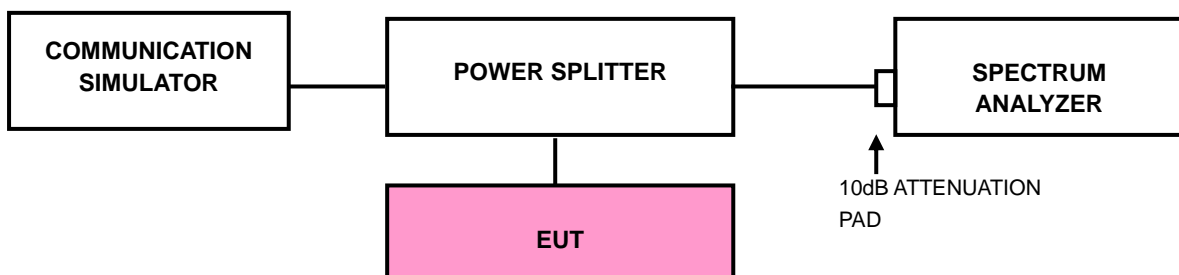 COMMUNICATION
SIMULATOR
POWER SPLITTER
SPECTRUM
ANALYZER
10dB ATTENUATION
PAD
EUT